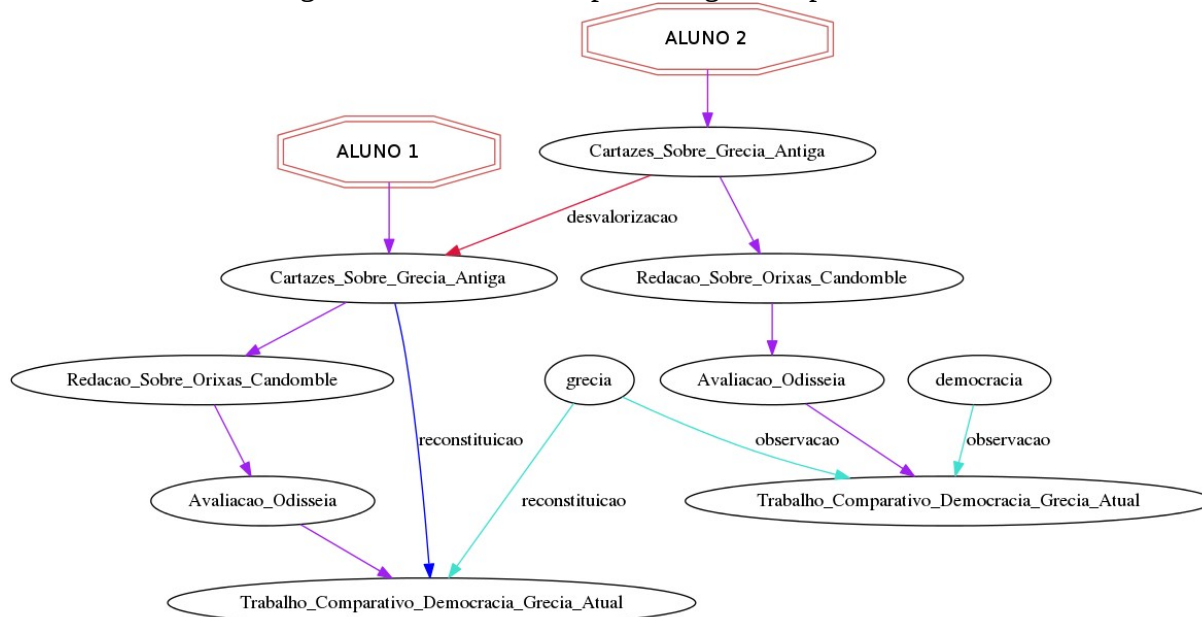 ALUNO 2
Cartazes_Sobre_Grecia_Antiga
ALUNO 1
desvalorizacao
Cartazes_Sobre_Grecia_Antiga
Redacao_Sobre_Orixas_Candomble
Redacao_Sobre_Orixas_Candomble
grecia
Avaliacao_Odisseia
democracia
reconstituicao
observacao
observacao
Avaliacao_Odisseia
reconstituicao
Trabalho_Comparativo_Democracia_Grecia_Atual
Trabalho_Comparativo_Democracia_Grecia_Atual